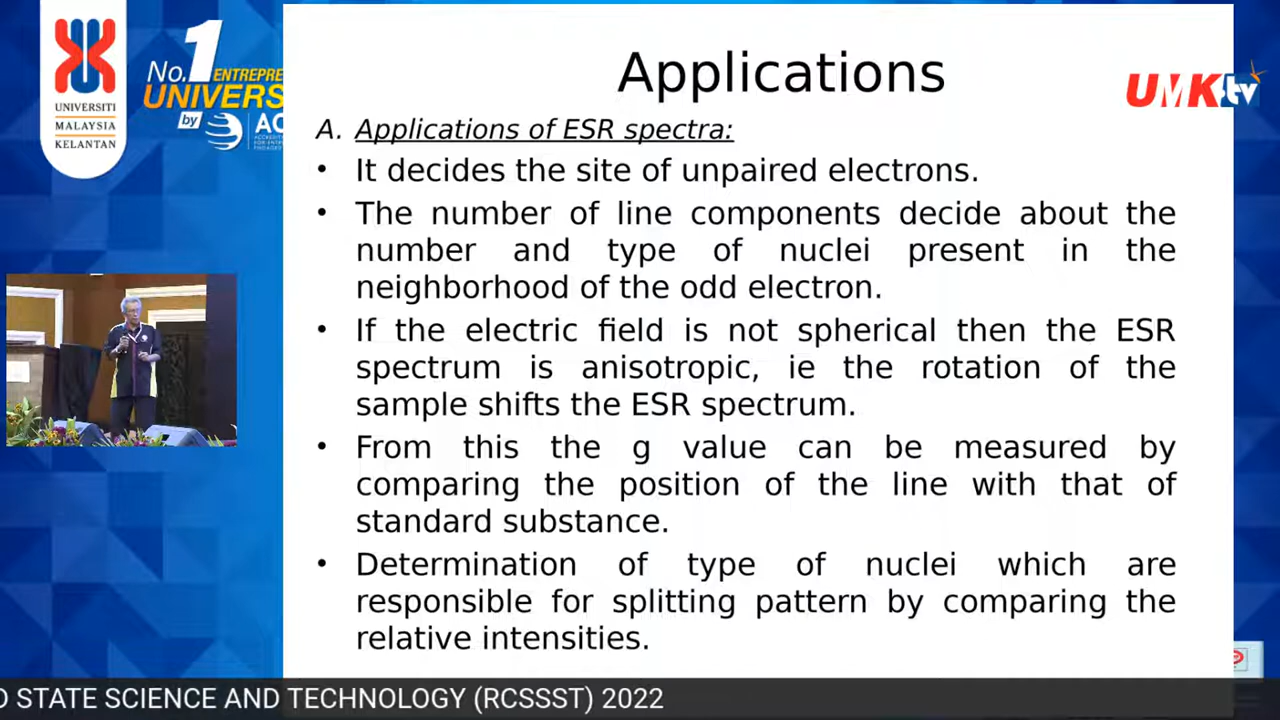 UNIVERSITI
MALAYSIA
KELANTAN
No.1 ENTREPRE
UNIVERS
by
Applications
UMK tv
A. Applications of ESR spectra:
• It decides the site of unpaired electrons.
• The number of line components decide about the
number and type of nuclei present in the
neighborhood of the odd electron.
• If the electric field is not spherical then the ESR
spectrum is anisotropic, ie the rotation of the
sample shifts the ESR spectrum.
• From this the g value can be measured by
comparing the position of the line with that of
standard substance.
• Determination of type of nuclei which are
responsible for splitting pattern by comparing the
relative intensities.
STATE SCIENCE AND TECHNOLOGY (RCSSST) 2022